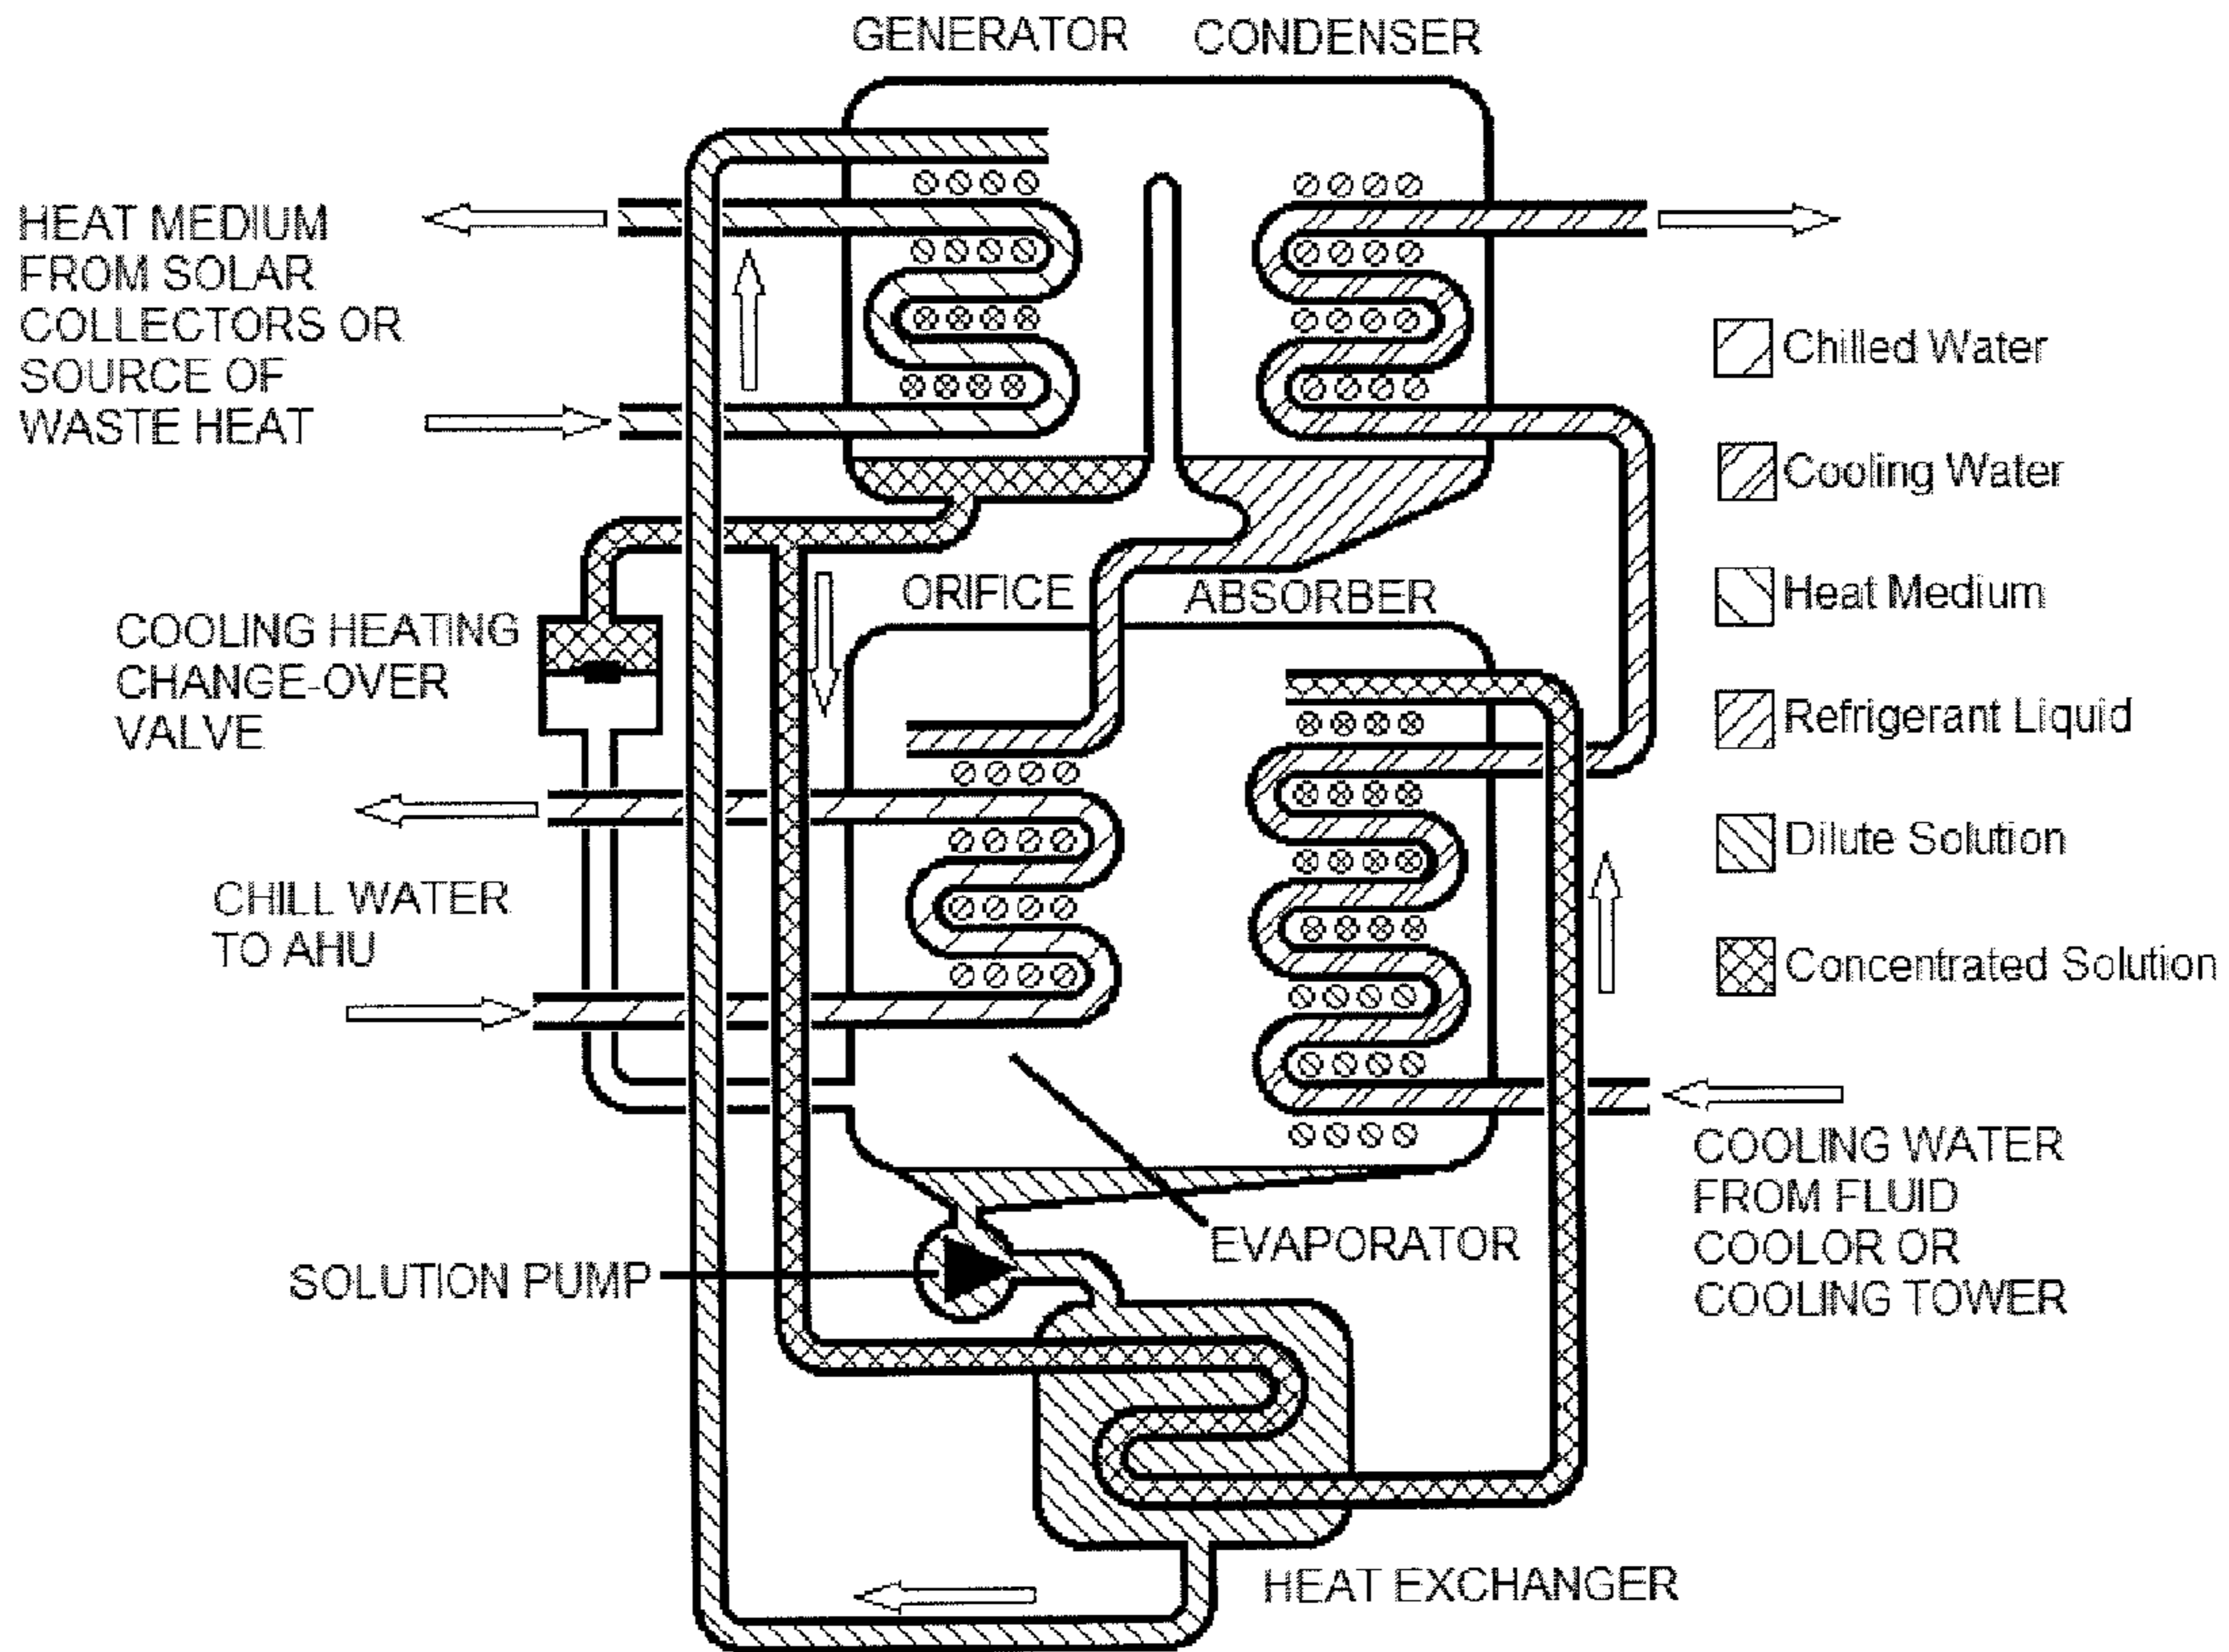 GENERATOR
CONDENSER
HEAT MEDIUM
FROM SOLAR
COLLECTORS OR
SOURCE OF
WASTE HEAT
Chilled Water
Cooling Water
Heat Medium
Refrigerant Liquid
Dilute Solution
Concentrated Solution
ORIFICE
ABSORBER
COOLING HEATING
CHANGE-OVER
VALVE
CHILL WATER
TO AHU
COOLING WATER
FROM FLUID
COOLOR OR
COOLING TOWER
EVAPORATOR
SOLUTION PUMP
HEAT EXCHANGER